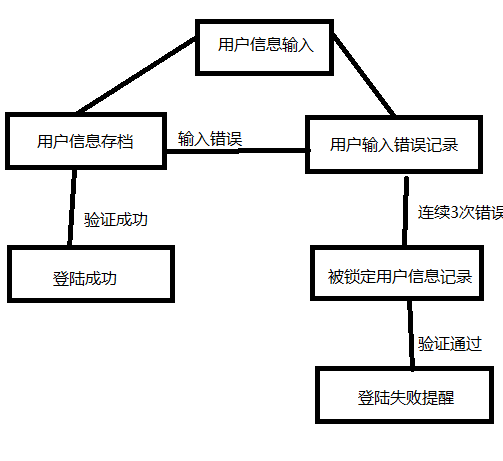 用户信息输入
用户信息存档
输入错误
用户输入错误记录
验证成功
连续3次错误
登陆成功
被锁定用户信息记录
验证通过
登陆失败提醒